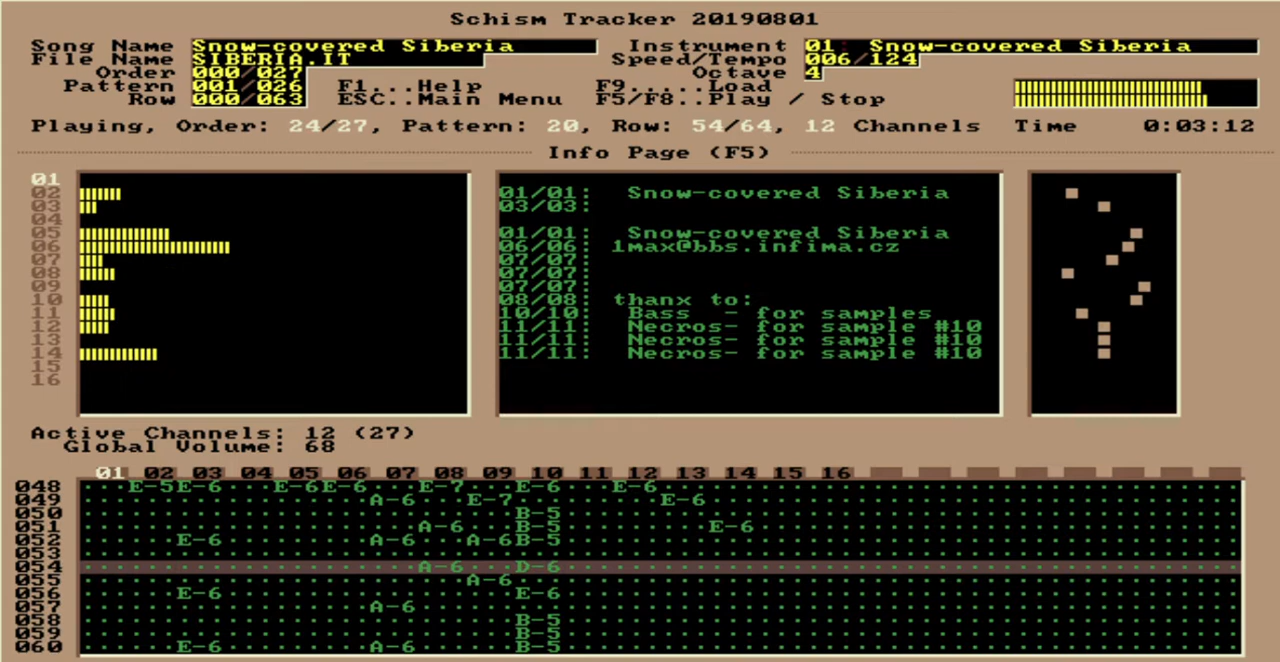 Schism Tracker 20190801
Song Name Snow-covered Siberia Instrument 01: Snow-covered Siberia
File Name SIBERIA.IT Speed/Tempo 006/124
Order 000/027 Octave 4
Pattern 001/026 F1...Help F9.....Load
Row 000/063 ESC..Main Menu F5/F8..Play / Stop
Playing, Order: 24/27, Pattern: 20, Row: 54/64, 12 Channels Time 0:03:12
Info Page (F5)
01
02 01/01: Snow-covered Siberia
03 03/03:
04
05 01/01: Snow-covered Siberia
06 06/06: 1max@bbs.infima.cz
07 07/07:
08 07/07:
09 07/07:
10 08/08: thanx to:
11 10/10: Bass - for samples
12 11/11: Necros- for sample #10
13 11/11: Necros- for sample #10
14 11/11: Necros- for sample #10
15
16
Active Channels: 12 (27)
Global Volume: 68
01 02 03 04 05 06 07 08 09 10 11 12 13 14 15 16
048 E-5 E-6 E-6 E-6 E-7 E-6 E-6
049 A-6 E-7 E-6
050 B-5
051 A-6 B-5 E-6
052 E-6 A-6 A-6 B-5
053
054 A-6 D-6
055 A-6
056 E-6 E-6
057 A-6
058 B-5
059 B-5
060 E-6 A-6 B-5